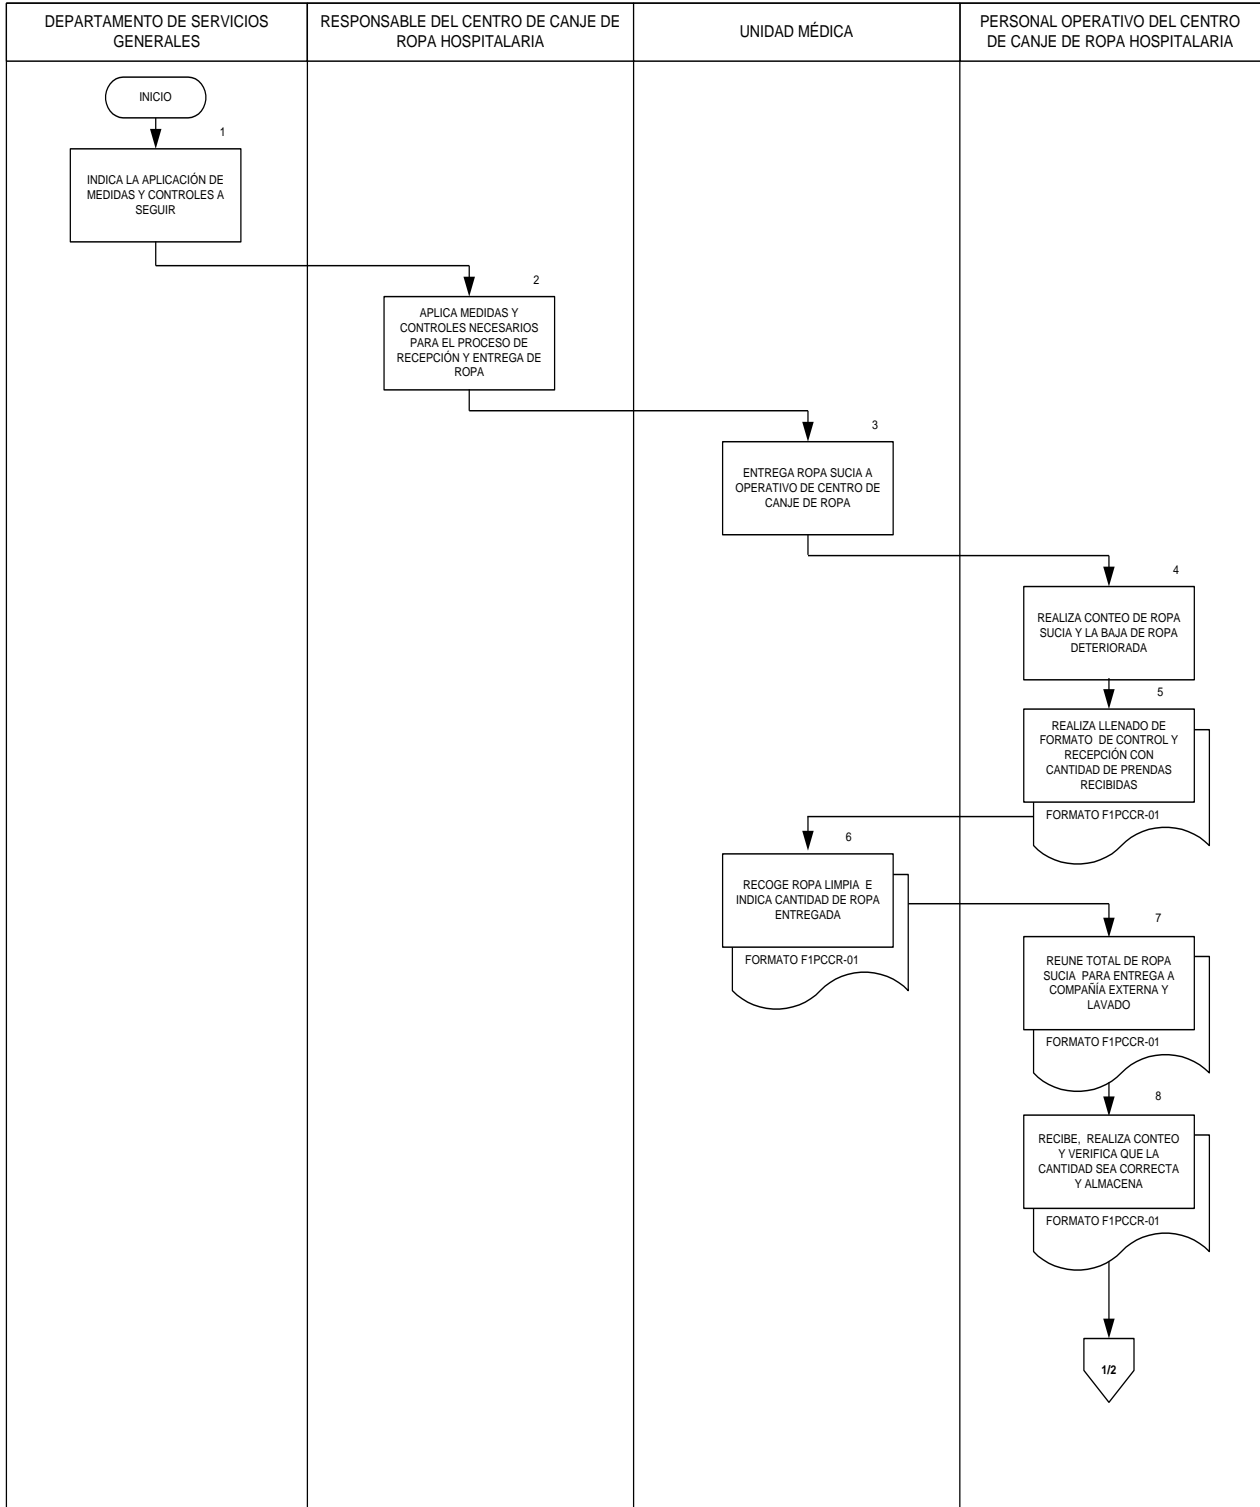 DEPARTAMENTO DE SERVICIOS
GENERALES
RESPONSABLE DEL CENTRO DE CANJE DE
ROPA HOSPITALARIA
UNIDAD MÉDICA
PERSONAL OPERATIVO DEL CENTRO
DE CANJE DE ROPA HOSPITALARIA
INICIO
1
INDICA LA APLICACIÓN DE
MEDIDAS Y CONTROLES A
SEGUIR
2
APLICA MEDIDAS Y
CONTROLES NECESARIOS
PARA EL PROCESO DE
RECEPCIÓN Y ENTREGA DE
ROPA
3
ENTREGA ROPA SUCIA A
OPERATIVO DE CENTRO DE
CANJE DE ROPA
4
REALIZA CONTEO DE ROPA
SUCIA Y LA BAJA DE ROPA
DETERIORADA
5
REALIZA LLENADO DE
FORMATO DE CONTROL Y
RECEPCIÓN CON
CANTIDAD DE PRENDAS
RECIBIDAS
FORMATO F1PCCR-01
6
RECOGE ROPA LIMPIA E
INDICA CANTIDAD DE ROPA
ENTREGADA
FORMATO F1PCCR-01
7
REUNE TOTAL DE ROPA
SUCIA PARA ENTREGA A
COMPAÑÍA EXTERNA Y
LAVADO
FORMATO F1PCCR-01
8
RECIBE, REALIZA CONTEO
Y VERIFICA QUE LA
CANTIDAD SEA CORRECTA
Y ALMACENA
FORMATO F1PCCR-01
1/2